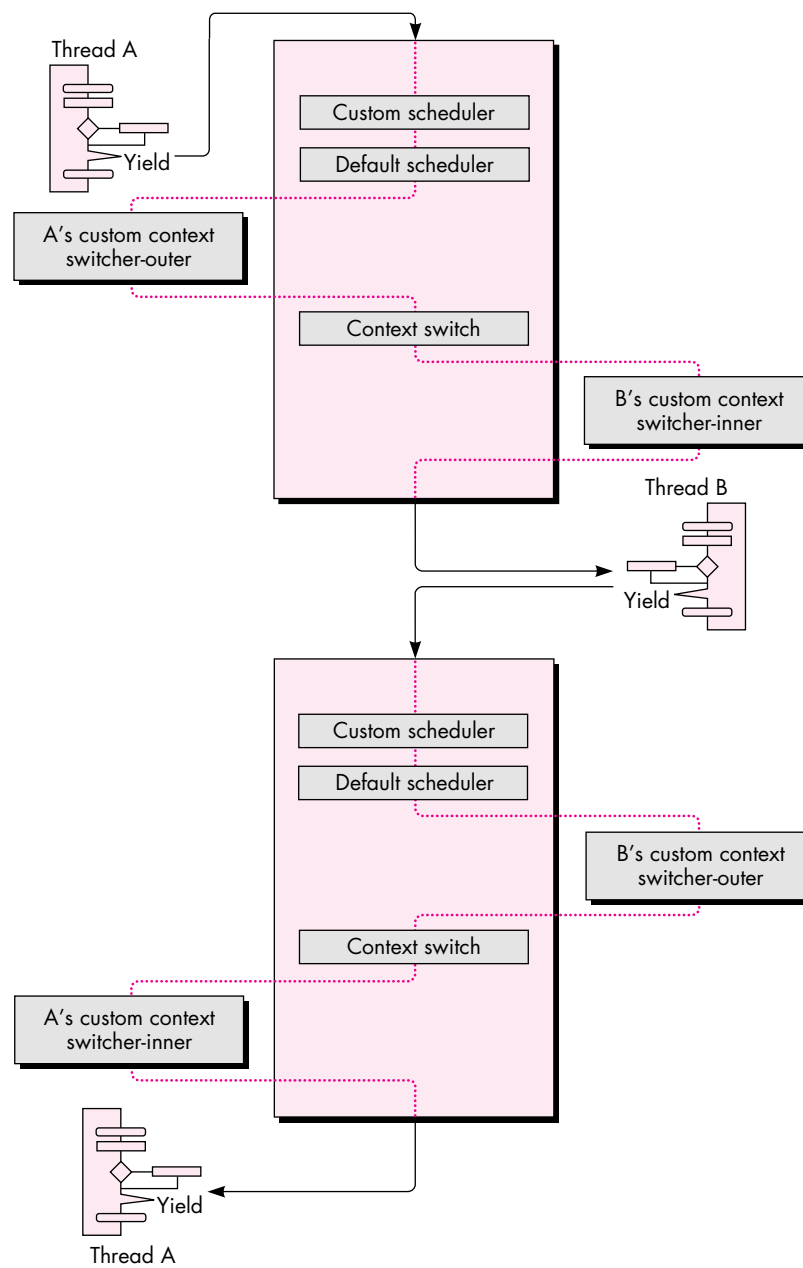 Thread A
Custom scheduler
Yield
Default scheduler
A’s custom context
switcher-outer
Context switch
B’s custom context
switcher-inner
Thread B
Yield
Custom scheduler
Default scheduler
B’s custom context
switcher-outer
Context switch
A’s custom context
switcher-inner
Yield
Thread A